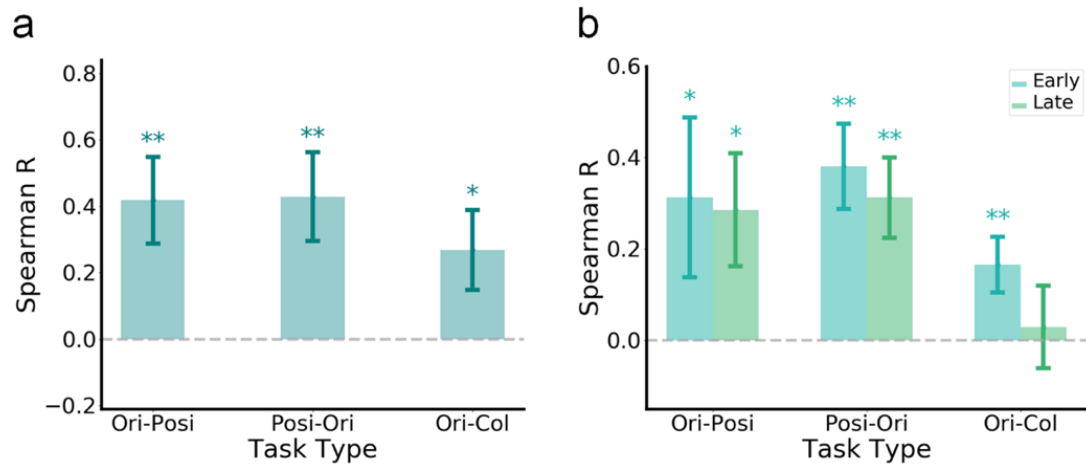 a
Spearman R
0.8
0.6
0.4
0.2
0.0
−0.2
**
**
*
Ori-Posi Posi-Ori Ori-Col
Task Type
b
Spearman R
0.6
0.4
0.2
0.0
Early
Late
*
*
**
**
**
Ori-Posi Posi-Ori Ori-Col
Task Type